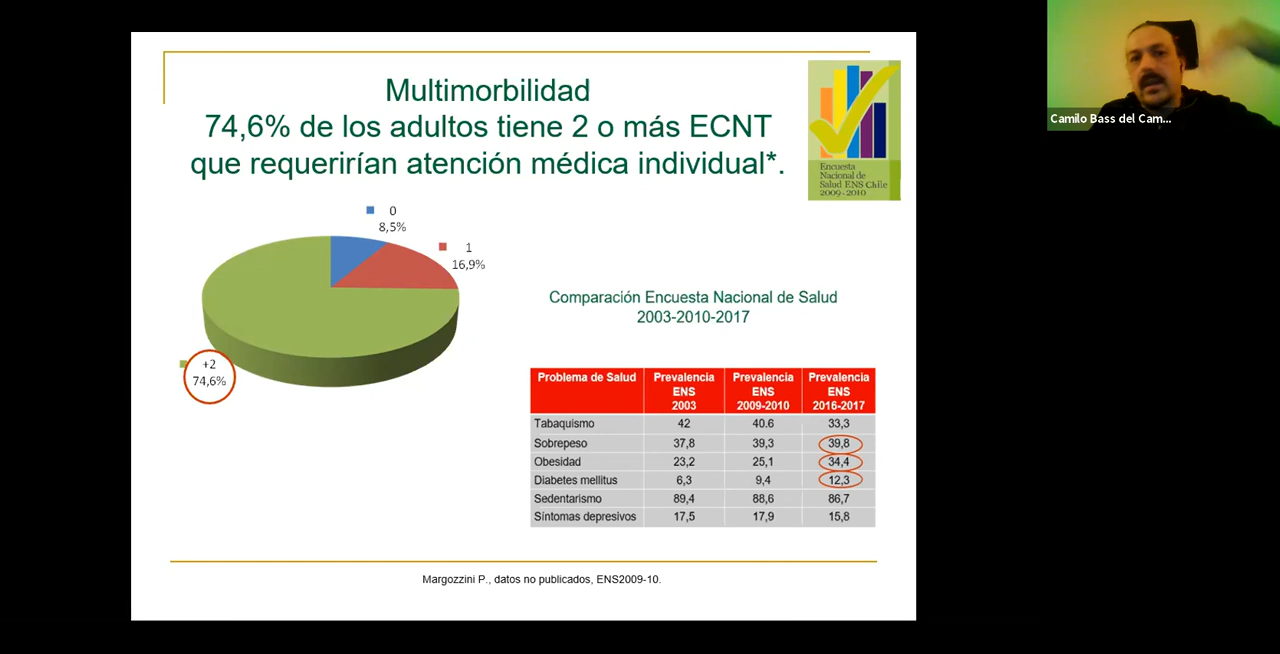 Multimorbilidad
74,6% de los adultos tiene 2 o más ECNT
que requerirían atención médica individual*.
Encuesta
Nacional de
Salud ENS Chile
2009-2010
Camilo Bass del Cam...
0
8,5%
1
16,9%
+2
74,6%
Comparación Encuesta Nacional de Salud
2003-2010-2017
Problema de Salud Prevalencia ENS 2003 Prevalencia ENS 2009-2010 Prevalencia ENS 2016-2017
Tabaquismo 42 40.6 33,3
Sobrepeso 37,8 39,3 39,8
Obesidad 23,2 25,1 34,4
Diabetes mellitus 6,3 9,4 12,3
Sedentarismo 89,4 88,6 86,7
Síntomas depresivos 17,5 17,9 15,8
Margozzini P., datos no publicados, ENS2009-10.